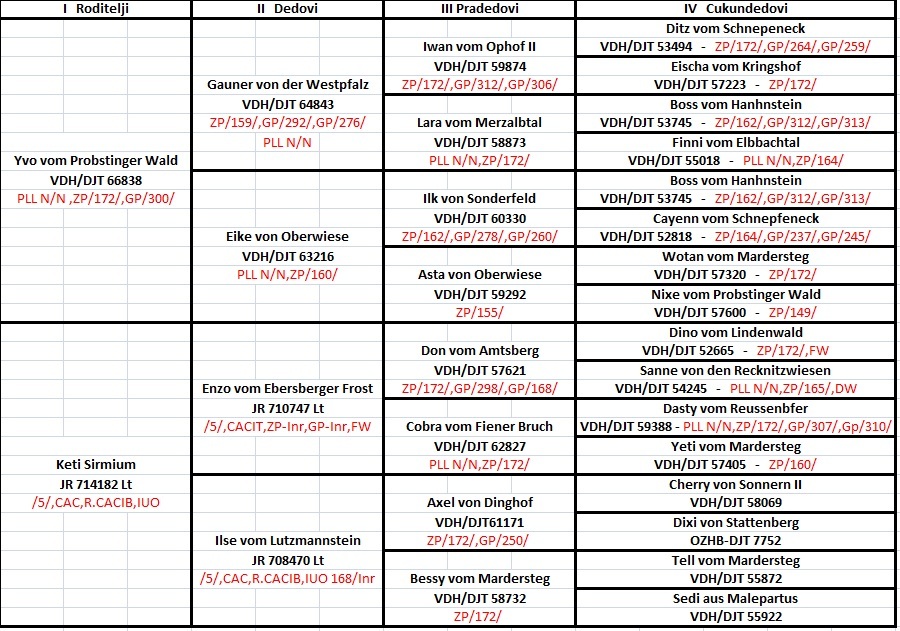 I Roditelji
II Dedovi
III Pradedovi
IV Cukundedovi
Yvo vom Probstinger Wald
VDH/DJT 66838
PLL N/N ,ZP/172/,GP/300/
Keti Sirmium
JR 714182 Lt
/5/,CAC,R.CACIB,IUO
Gauner von der Westpfalz
VDH/DJT 64843
ZP/159/,GP/292/,GP/276/
PLL N/N
Eike von Oberwiese
VDH/DJT 63216
PLL N/N,ZP/160/
Enzo vom Ebersberger Frost
JR 710747 Lt
/5/,CACIT,ZP-Inr,GP-Inr,FW
Ilse vom Lutzmannstein
JR 708470 Lt
/5/,CAC,R.CACIB,IUO 168/Inr
Iwan vom Ophof II
VDH/DJT 59874
ZP/172/,GP/312/,GP/306/
Lara vom Merzalbtal
VDH/DJT 58873
PLL N/N,ZP/172/
Ilk von Sonderfeld
VDH/DJT 60330
ZP/162/,GP/278/,GP/260/
Asta von Oberwiese
VDH/DJT 59292
ZP/155/
Don vom Amtsberg
VDH/DJT 57621
ZP/172/,GP/298/,GP/168/
Cobra vom Fiener Bruch
VDH/DJT 62827
PLL N/N,ZP/172/
Axel von Dinghof
VDH/DJT61171
ZP/172/,GP/250/
Bessy vom Mardersteg
VDH/DJT 58732
ZP/172/
Ditz vom Schnepeneck
VDH/DJT 53494 - ZP/172/,GP/264/,GP/259/
Eischa vom Kringshof
VDH/DJT 57223 - ZP/172/
Boss vom Hanhnstein
VDH/DJT 53745 - ZP/162/,GP/312/,GP/313/
Finni vom Elbbachtal
VDH/DJT 55018 - PLL N/N,ZP/164/
Boss vom Hanhnstein
VDH/DJT 53745 - ZP/162/,GP/312/,GP/313/
Cayenn vom Schnepfeneck
VDH/DJT 52818 - ZP/164/,GP/237/,GP/245/
Wotan vom Mardersteg
VDH/DJT 57320 - ZP/172/
Nixe vom Probstinger Wald
VDH/DJT 57600 - ZP/149/
Dino vom Lindenwald
VDH/DJT 52665 - ZP/172/,FW
Sanne von den Recknitzwiesen
VDH/DJT 54245 - PLL N/N,ZP/165/,DW
Dasty vom Reussenbfer
VDH/DJT 59388 - PLL N/N,ZP/172/,GP/307/,Gp/310/
Yeti vom Mardersteg
VDH/DJT 57405 - ZP/160/
Cherry von Sonnern II
VDH/DJT 58069
Dixi von Stattenberg
OZHB-DJT 7752
Tell vom Mardersteg
VDH/DJT 55872
Sedi aus Malepartus
VDH/DJT 55922